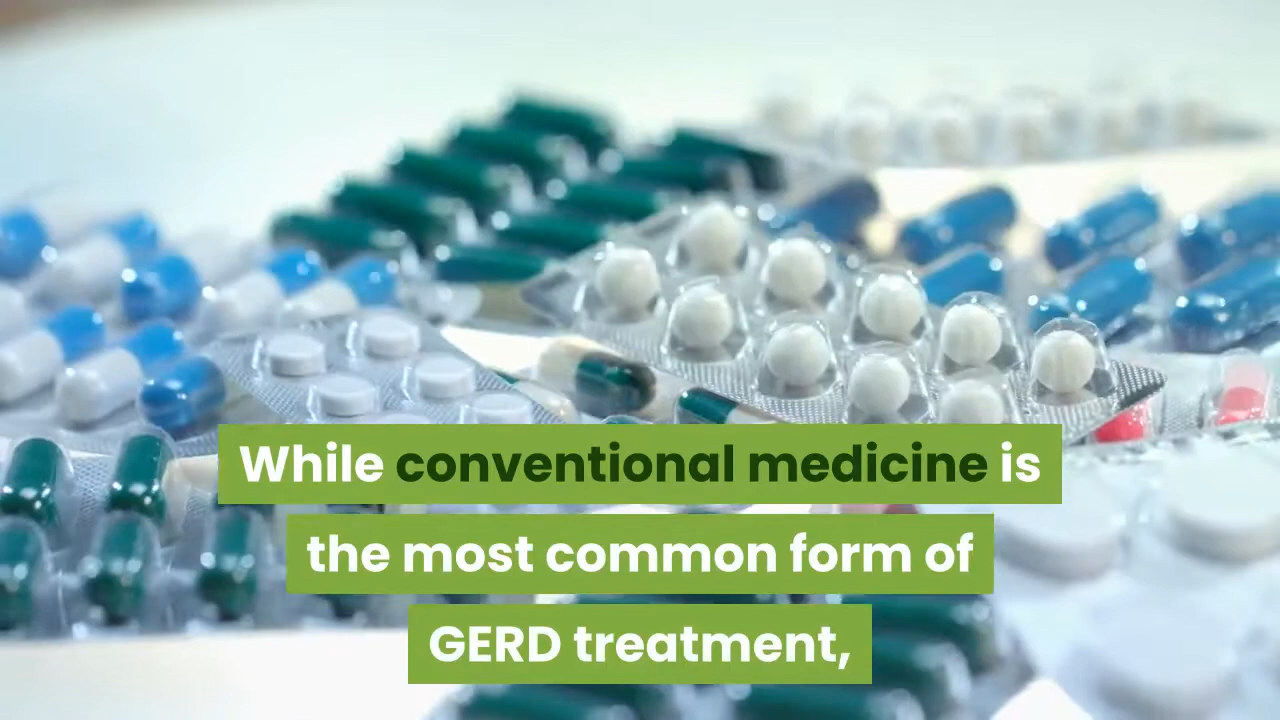 While conventional medicine is
the most common form of
GERD treatment,